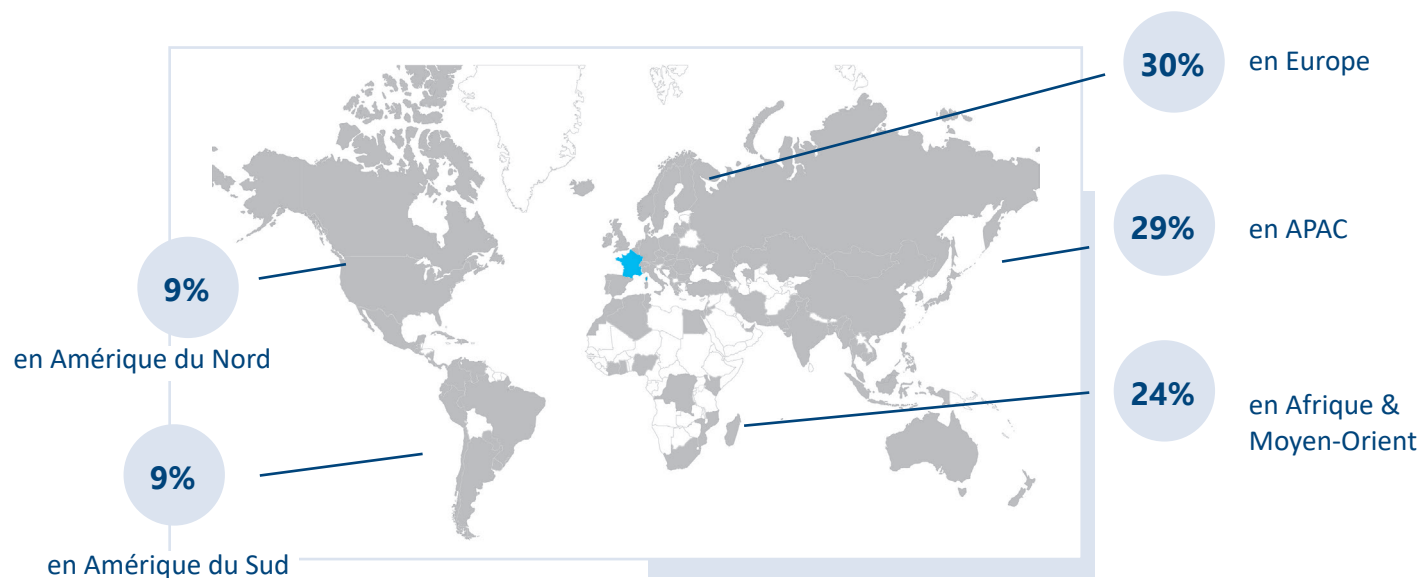 30%
en Europe
29%
en APAC
9%
en Amérique du Nord
24%
en Afrique &
Moyen-Orient
9%
en Amérique du Sud